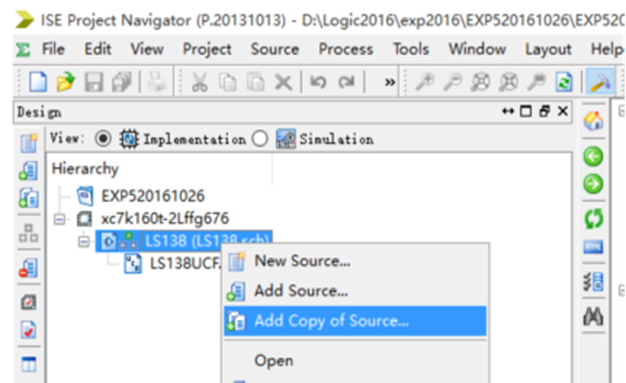 ISE Project Navigator (P.20131013) - D:\Logic2016\exp2016\EXP520161026\EXP52
File Edit View Project Source Process Tools Window Layout Help
Design
View: Implementation Simulation
Hierarchy
EXP520161026
xc7k160t-2Lffg676
LS138 (LS138.sch)
LS138UCF.
New Source...
Add Source...
Add Copy of Source...
Open